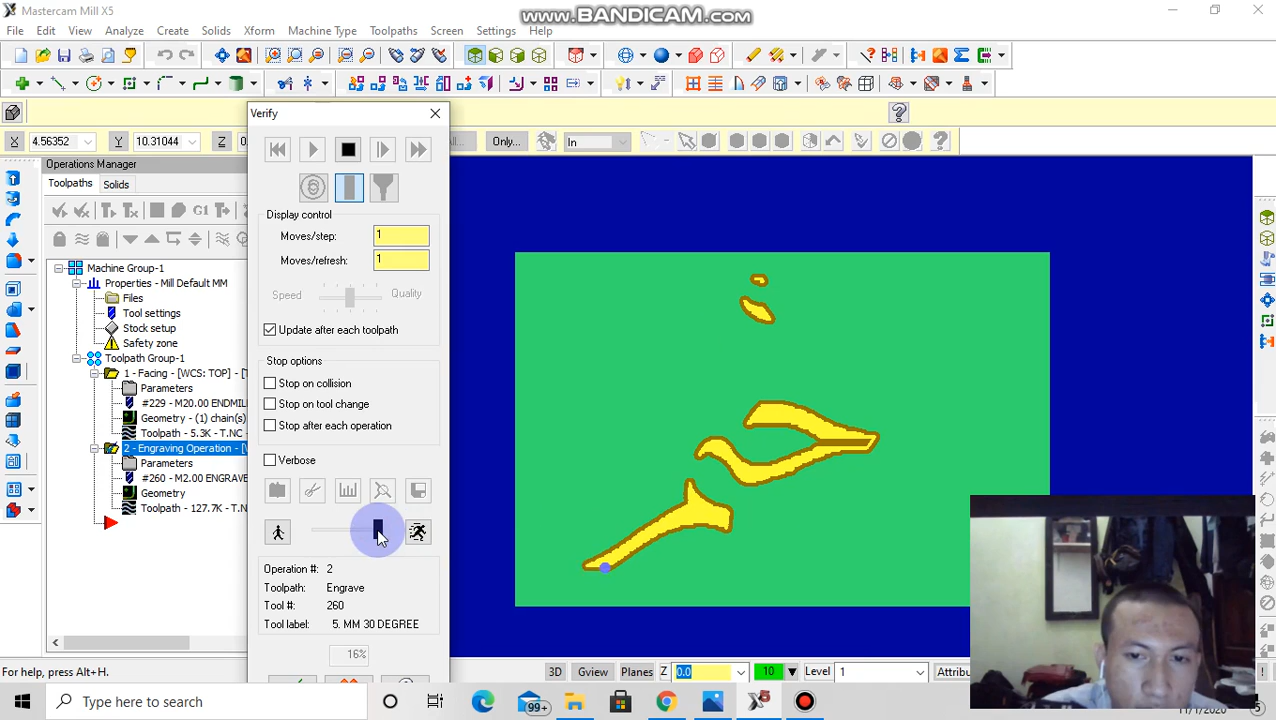 Mastercam Mill X5
www.BANDICAM.com
File Edit View Analyze Create Solids Xform Machine Type Toolpaths Screen Engrave Settings Help
X 4.56352 Y 10.31044 Z 0. All... Only... In
Operations Manager
Toolpaths Solids
G1
Machine Group-1
Properties - Mill Default MM
Files
Tool settings
Stock setup
Safety zone
Toolpath Group-1
1 - Facing - [WCS: TOP] - [T
Parameters
#229 - M20.00 ENDMILL
Geometry - (1) chain(s)
Toolpath - 5.3K - T.NC
2 - Engraving Operation - [W
Parameters
#260 - M2.00 ENGRAVE
Geometry
Toolpath - 127.7K - T.N
Verify
Display control
Moves/step: 1
Moves/refresh: 1
Speed Quality
Update after each toolpath
Stop options
Stop on collision
Stop on tool change
Stop after each operation
Verbose
Operation #: 2
Toolpath: Engrave
Tool #: 260
Tool label: 5. MM 30 DEGREE
16%
For help, press Alt+H.
3D Gview Planes Z 0.0 10 Level 1 Attribu
Type here to search
99+